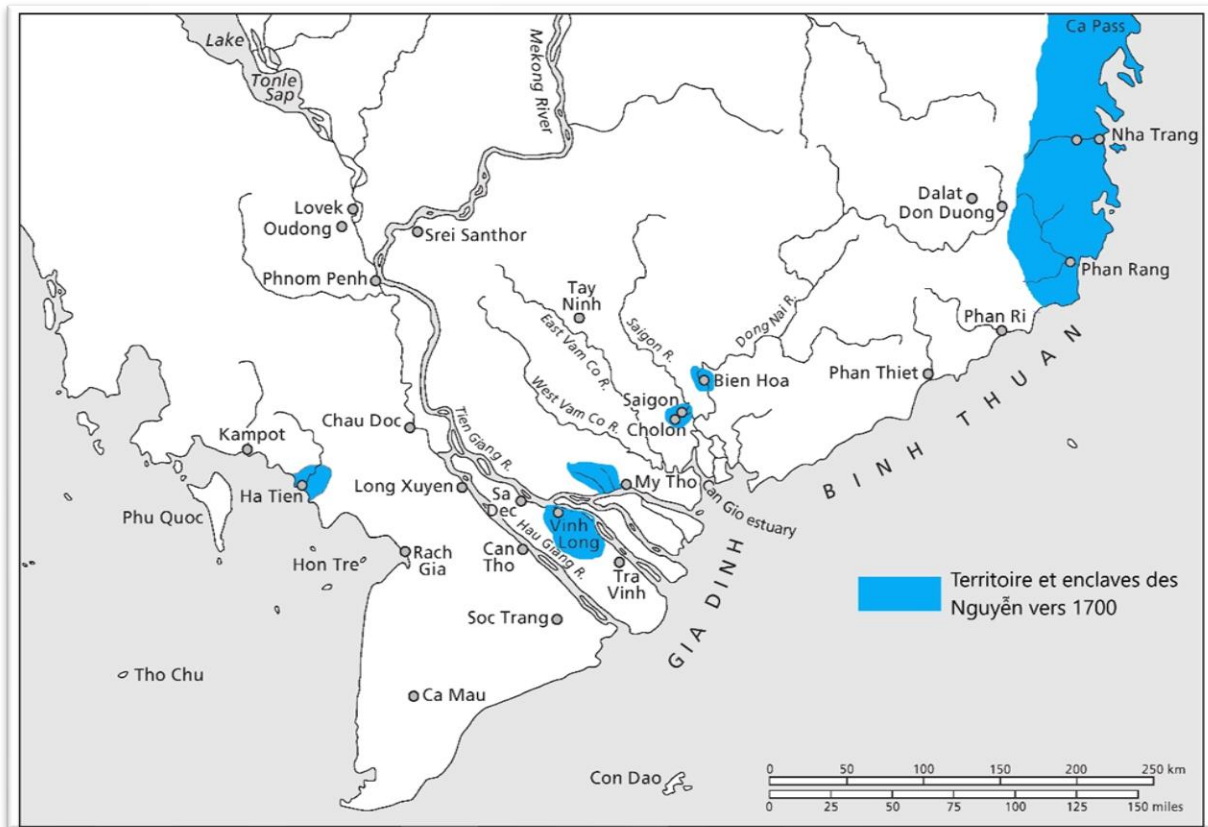 Ca Pass
Lake
Tonle
Sap
Mekong River
Nha Trang
Lovek
Oudong
Srei Santhor
Dalat
Don Duong
Phnom Penh
Phan Rang
Tay
Ninh
East Vam Co R.
West Vam Co R.
Saigon R.
Dong Nai R.
Phan Ri
Bien Hoa
Phan Thiet
Saigon
Cholon
Chau Doc
Kampot
Tien Giang R.
Ha Tien
Long Xuyen
Sa
Dec
My Tho
Can Gio estuary
BINH THUAN
Phu Quoc
Vinh
Long
Hau Giang R.
Hon Tre
Rach
Gia
Can
Tho
Tra
Vinh
GIA DINH
Territoire et enclaves des
Nguyễn vers 1700
Soc Trang
Tho Chu
Ca Mau
Con Dao
0 50 100 150 200 250 km
0 25 50 75 100 125 150 miles